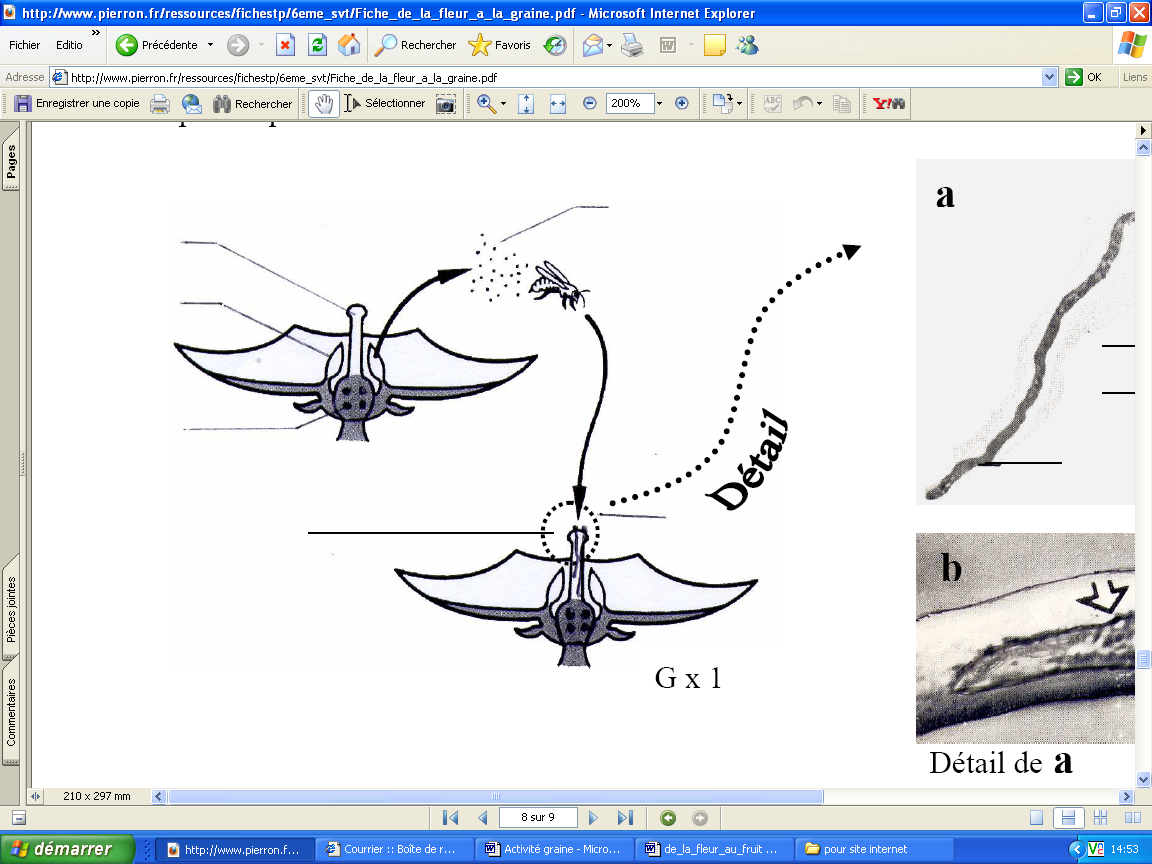 http://www.pierron.fr/ressources/fichestp/6eme_svt/Fiche_de_la_fleur_a_la_graine.pdf - Microsoft Internet Explorer
Fichier Editio » Précédente Rechercher Favoris
Adresse http://www.pierron.fr/ressources/fichestp/6eme_svt/Fiche_de_la_fleur_a_la_graine.pdf OK Liens
Enregistrer une copie Rechercher Sélectionner 200% Y!
Pages
a
Détail
b
G x 1
Détail de a
Pièces jointes
Commentaires
210 x 297 mm
8 sur 9
démarrer http://www.pierron.f... Courrier :: Boîte de r... Activité graine - Micro... de_la_fleur_au_fruit ... pour site internet 14:53